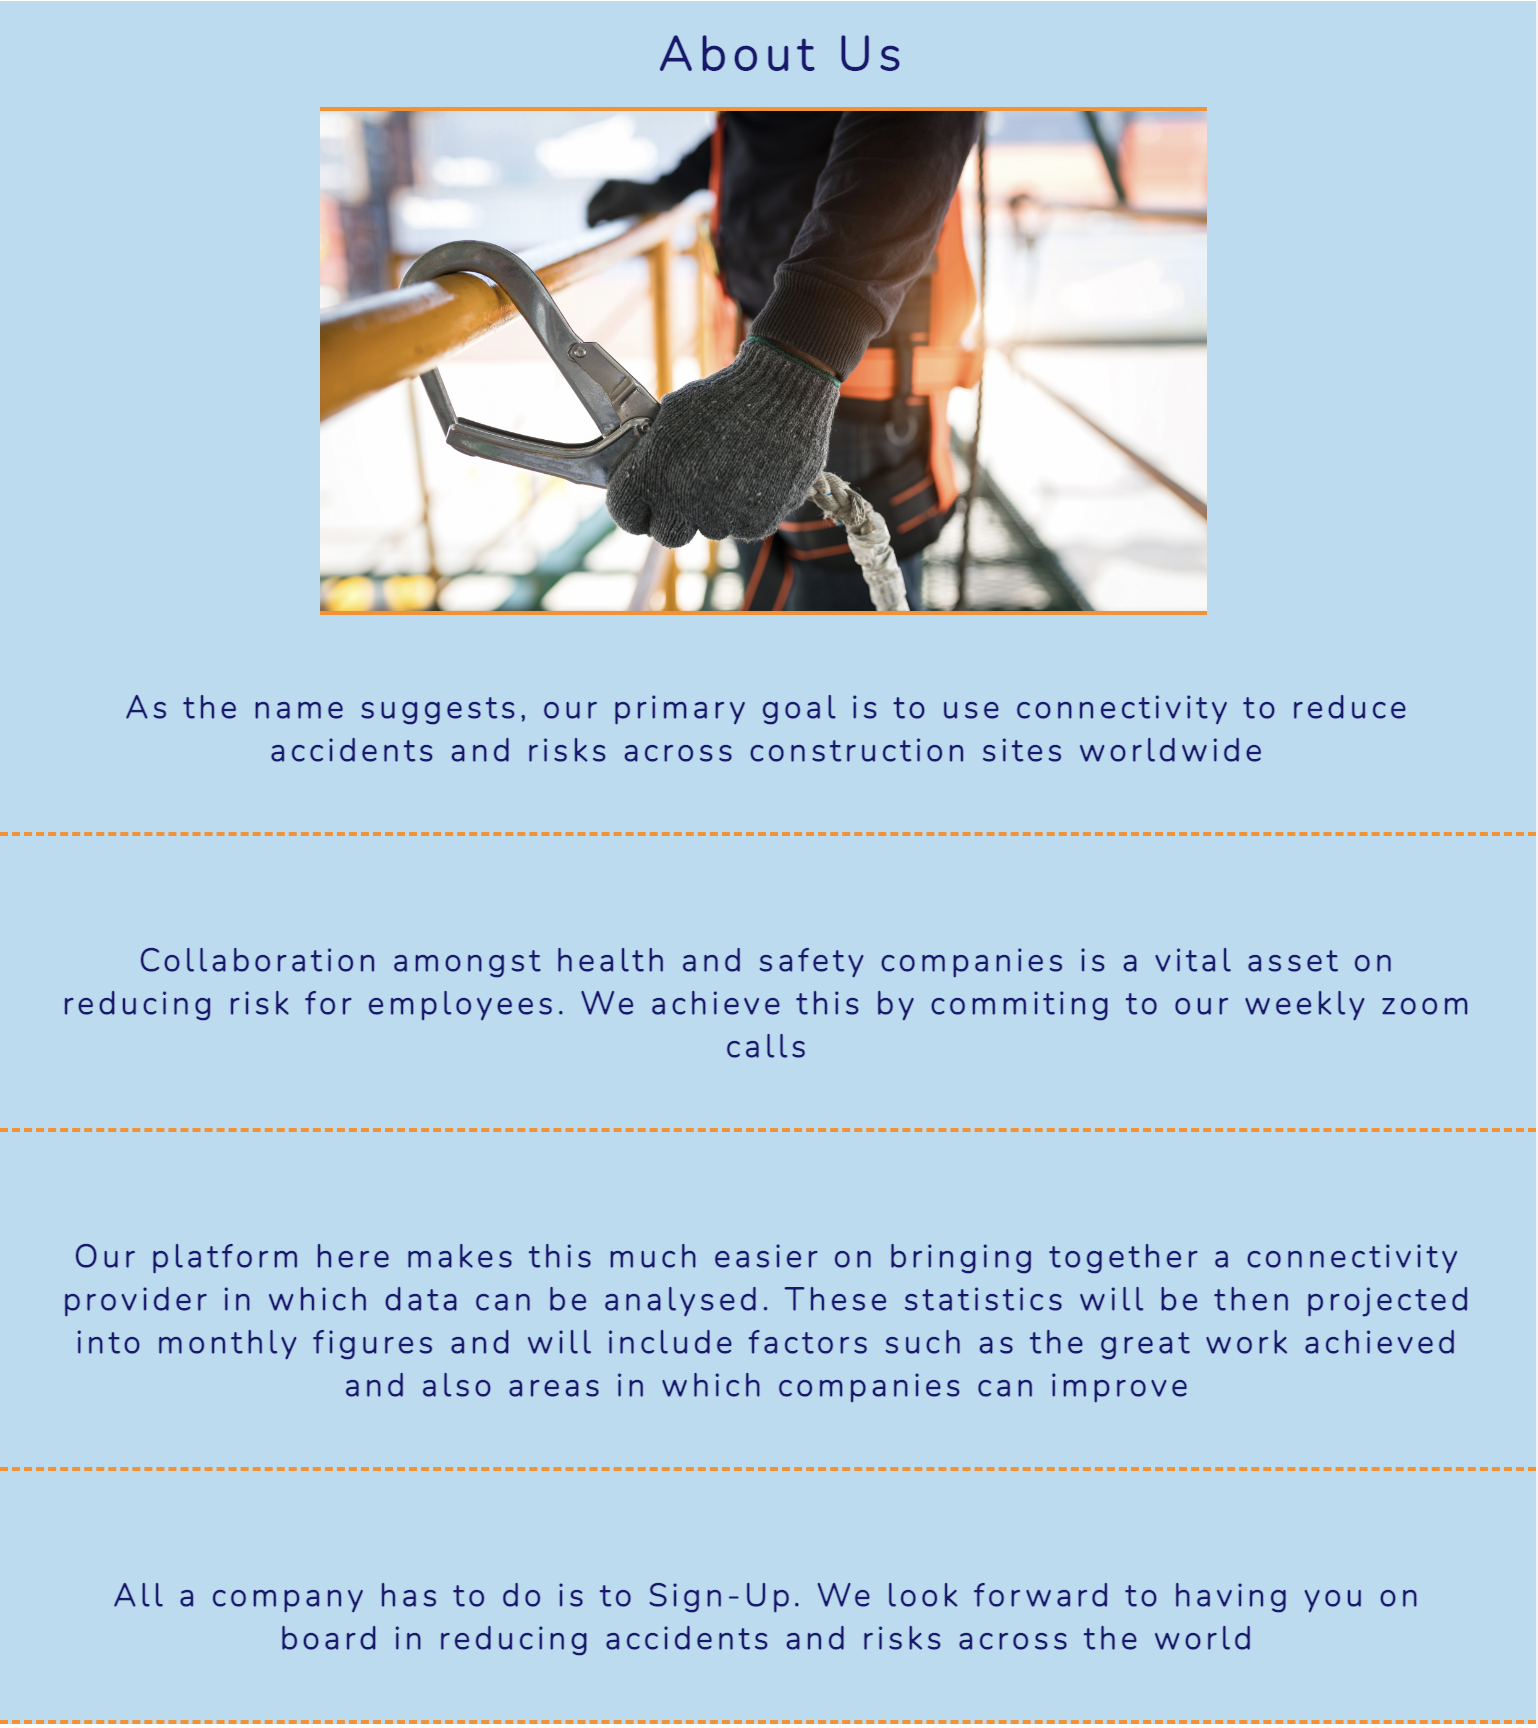 About Us
As the name suggests, our primary goal is to use connectivity to reduce
accidents and risks across construction sites worldwide
Collaboration amongst health and safety companies is a vital asset on
reducing risk for employees. We achieve this by commiting to our weekly zoom
calls
Our platform here makes this much easier on bringing together a connectivity
provider in which data can be analysed. These statistics will be then projected
into monthly figures and will include factors such as the great work achieved
and also areas in which companies can improve
All a company has to do is to Sign-Up. We look forward to having you on
board in reducing accidents and risks across the world